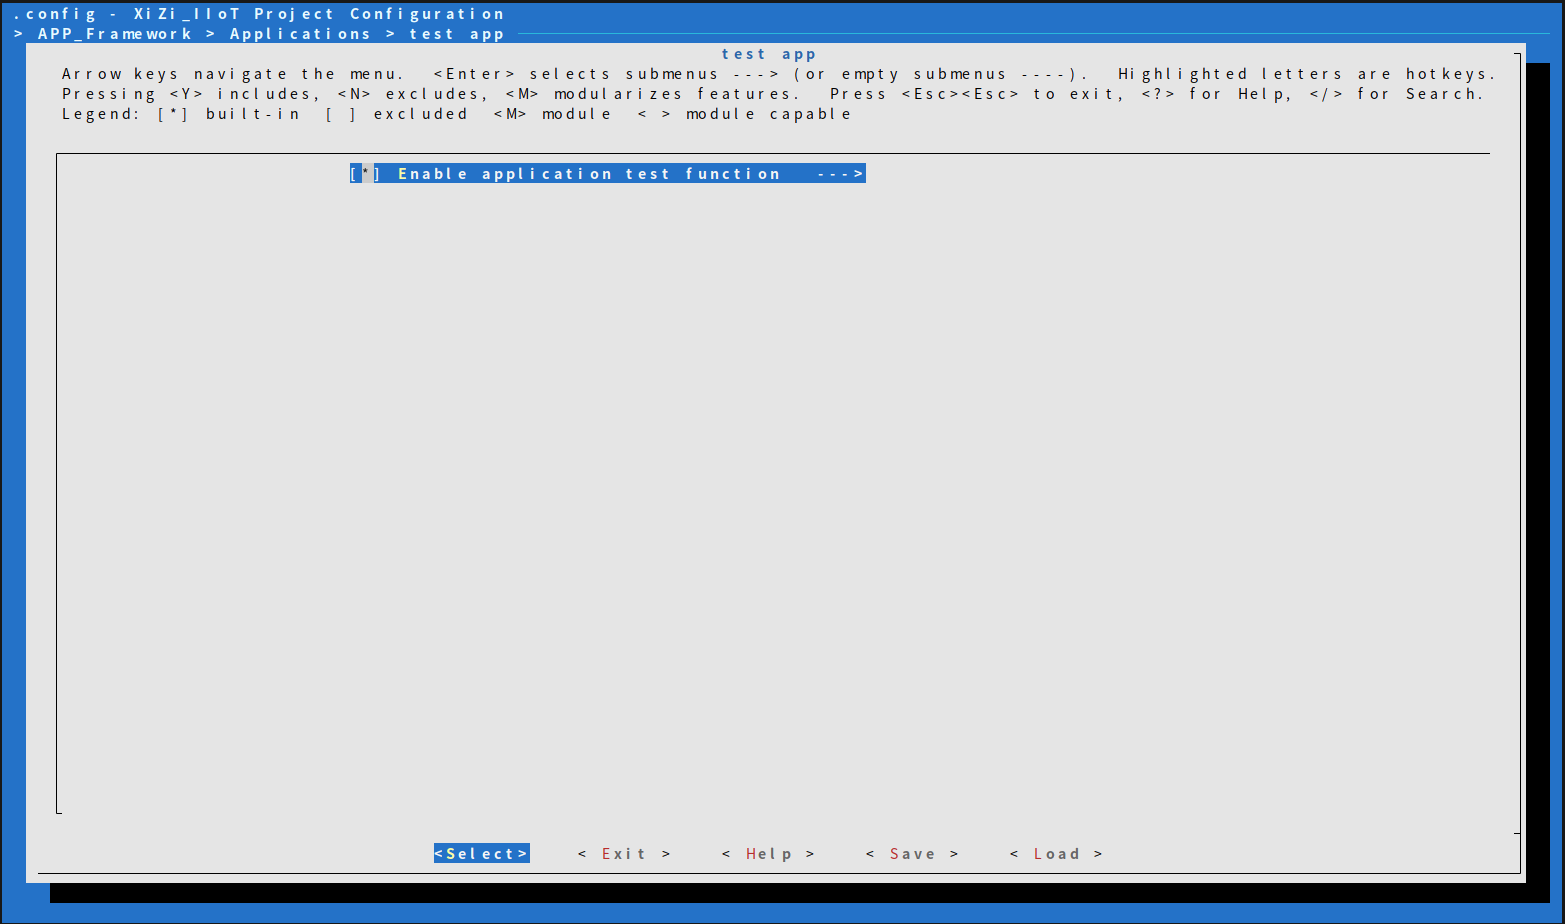 .config - XiZi_IIoT Project Configuration
> APP_Framework > Applications > test app
test app
Arrow keys navigate the menu.  <Enter> selects submenus ---> (or empty submenus ----).  Highlighted letters are hotkeys.
Pressing <Y> includes, <N> excludes, <M> modularizes features.  Press <Esc><Esc> to exit, <?> for Help, </> for Search.
Legend: [*] built-in  [ ] excluded  <M> module  < > module capable
[*] Enable application test function   --->
<Select>    < Exit >    < Help >    < Save >    < Load >